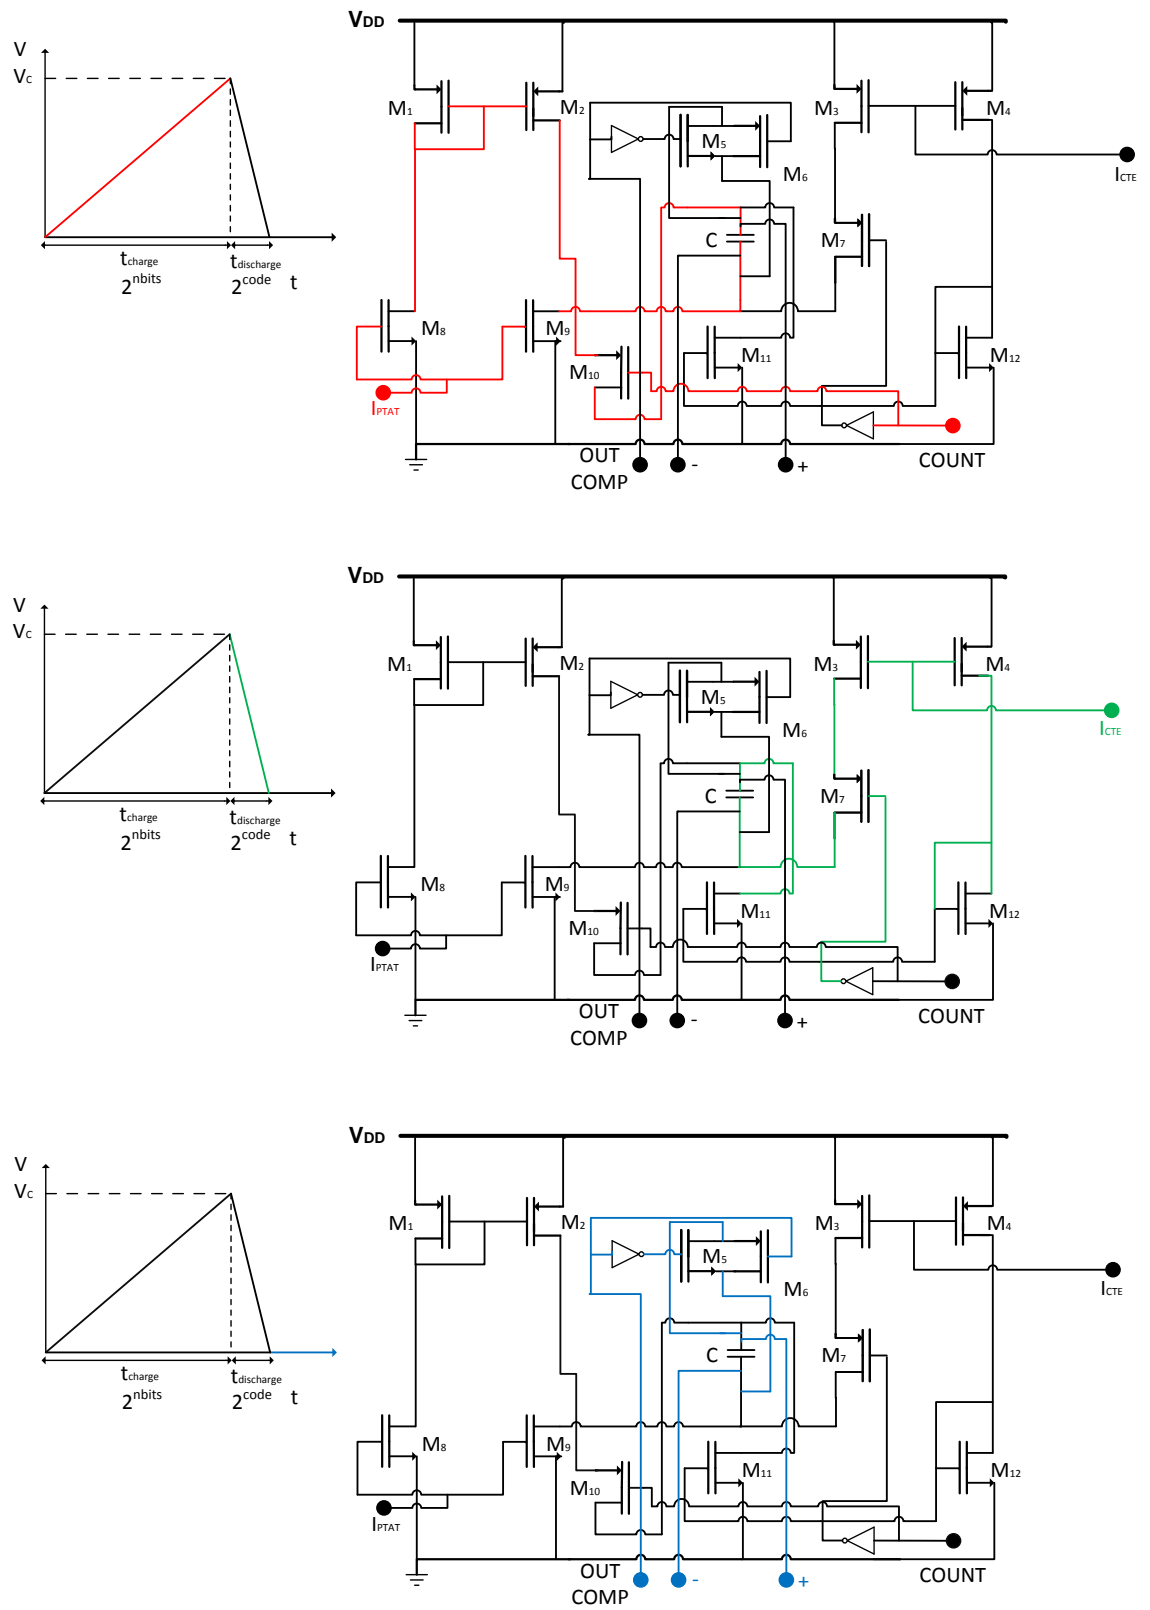 VDD
V
VC
M1
M2
M3
M4
M5
M6
ICTE
C
M7
tcharge
2nbits
tdischarge
2code
t
M8
M9
M10
M11
M12
IPTAT
OUT
COMP
-
+
COUNT
VDD
V
VC
M1
M2
M3
M4
M5
M6
ICTE
C
M7
tcharge
2nbits
tdischarge
2code
t
M8
M9
M10
M11
M12
IPTAT
OUT
COMP
-
+
COUNT
VDD
V
VC
M1
M2
M3
M4
M5
M6
ICTE
C
M7
tcharge
2nbits
tdischarge
2code
t
M8
M9
M10
M11
M12
IPTAT
OUT
COMP
-
+
COUNT